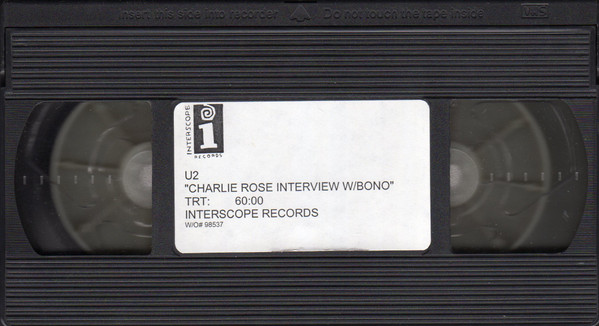 Insert this side into recorder Do not touch the tape inside VHS
INTERSCOPE
i
RECORDS
U2
"CHARLIE ROSE INTERVIEW W/BONO"
TRT: 60:00
INTERSCOPE RECORDS
W/O# 98537